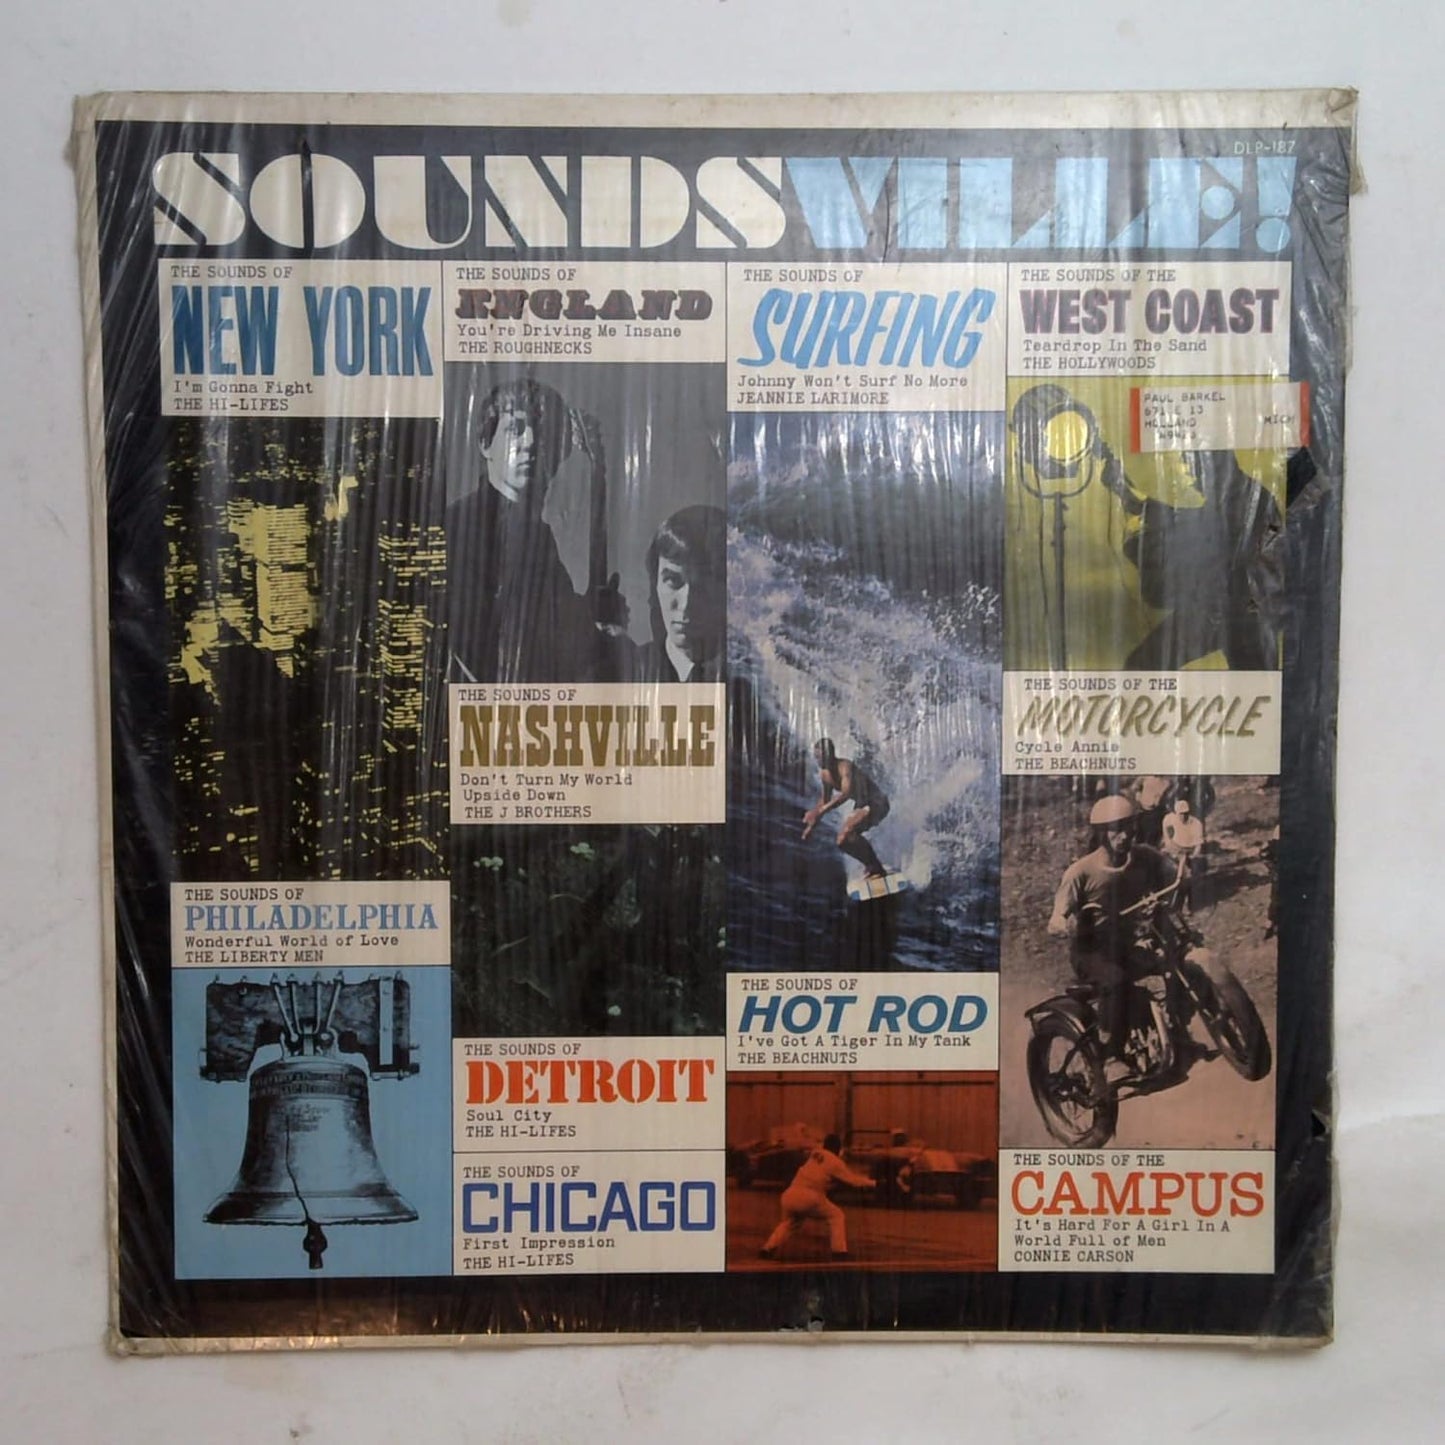 SOUNDSVILLE!
DLP-187
THE SOUNDS OF
NEW YORK
I'm Gonna Fight
THE HI-LIFES
THE SOUNDS OF
ENGLAND
You're Driving Me Insane
THE ROUGHNECKS
THE SOUNDS OF
SURFING
Johnny Won't Surf No More
JEANNIE LARIMORE
THE SOUNDS OF THE
WEST COAST
Teardrop In The Sand
THE HOLLYWOODS
PAUL BARKEL
HOLLAND MICH
THE SOUNDS OF
NASHVILLE
Don't Turn My World
Upside Down
THE J BROTHERS
THE SOUNDS OF THE
MOTORCYCLE
Cycle Annie
THE BEACHNUTS
THE SOUNDS OF
PHILADELPHIA
Wonderful World of Love
THE LIBERTY MEN
THE SOUNDS OF
HOT ROD
I've Got A Tiger In My Tank
THE BEACHNUTS
THE SOUNDS OF
DETROIT
Soul City
THE HI-LIFES
THE SOUNDS OF
CHICAGO
First Impression
THE HI-LIFES
THE SOUNDS OF THE
CAMPUS
It's Hard For A Girl In A
World Full of Men
CONNIE CARSON